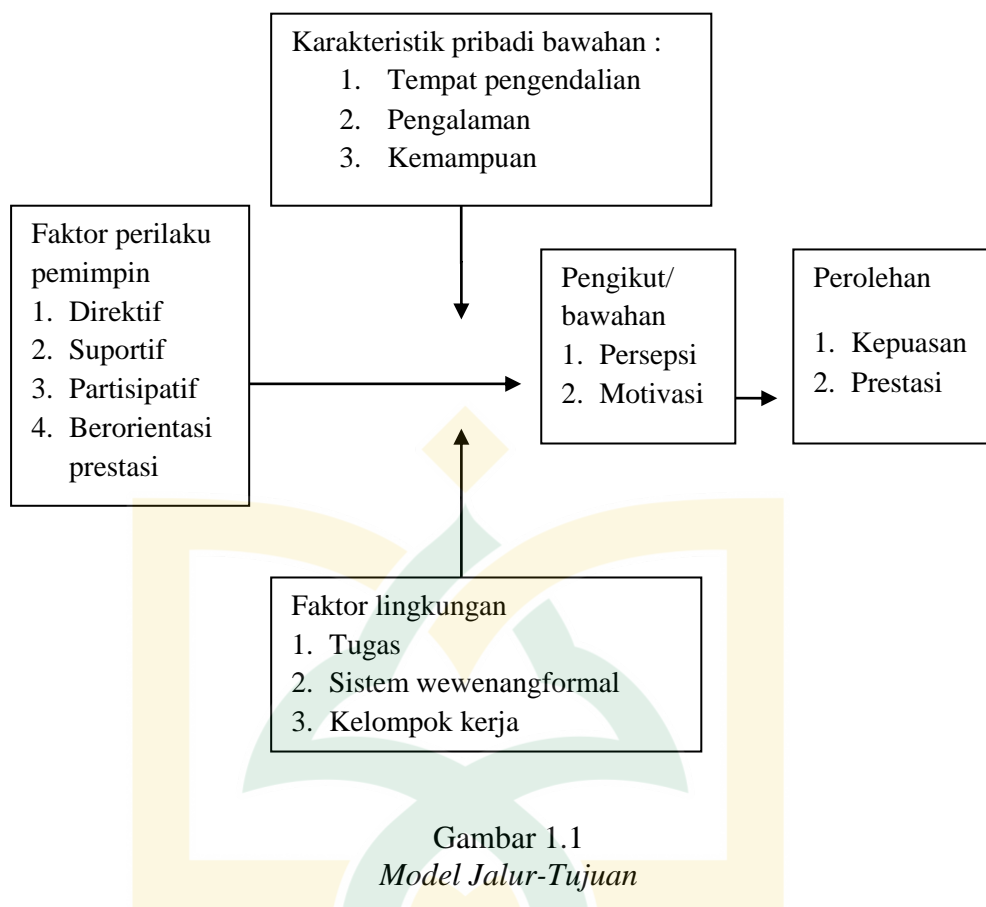 Karakteristik pribadi bawahan :
1. Tempat pengendalian
2. Pengalaman
3. Kemampuan
Faktor perilaku
pemimpin
1. Direktif
2. Suportif
3. Partisipatif
4. Berorientasi
prestasi
Pengikut/
bawahan
1. Persepsi
2. Motivasi
Perolehan
1. Kepuasan
2. Prestasi
Faktor lingkungan
1. Tugas
2. Sistem wewenangformal
3. Kelompok kerja
Gambar 1.1
Model Jalur-Tujuan